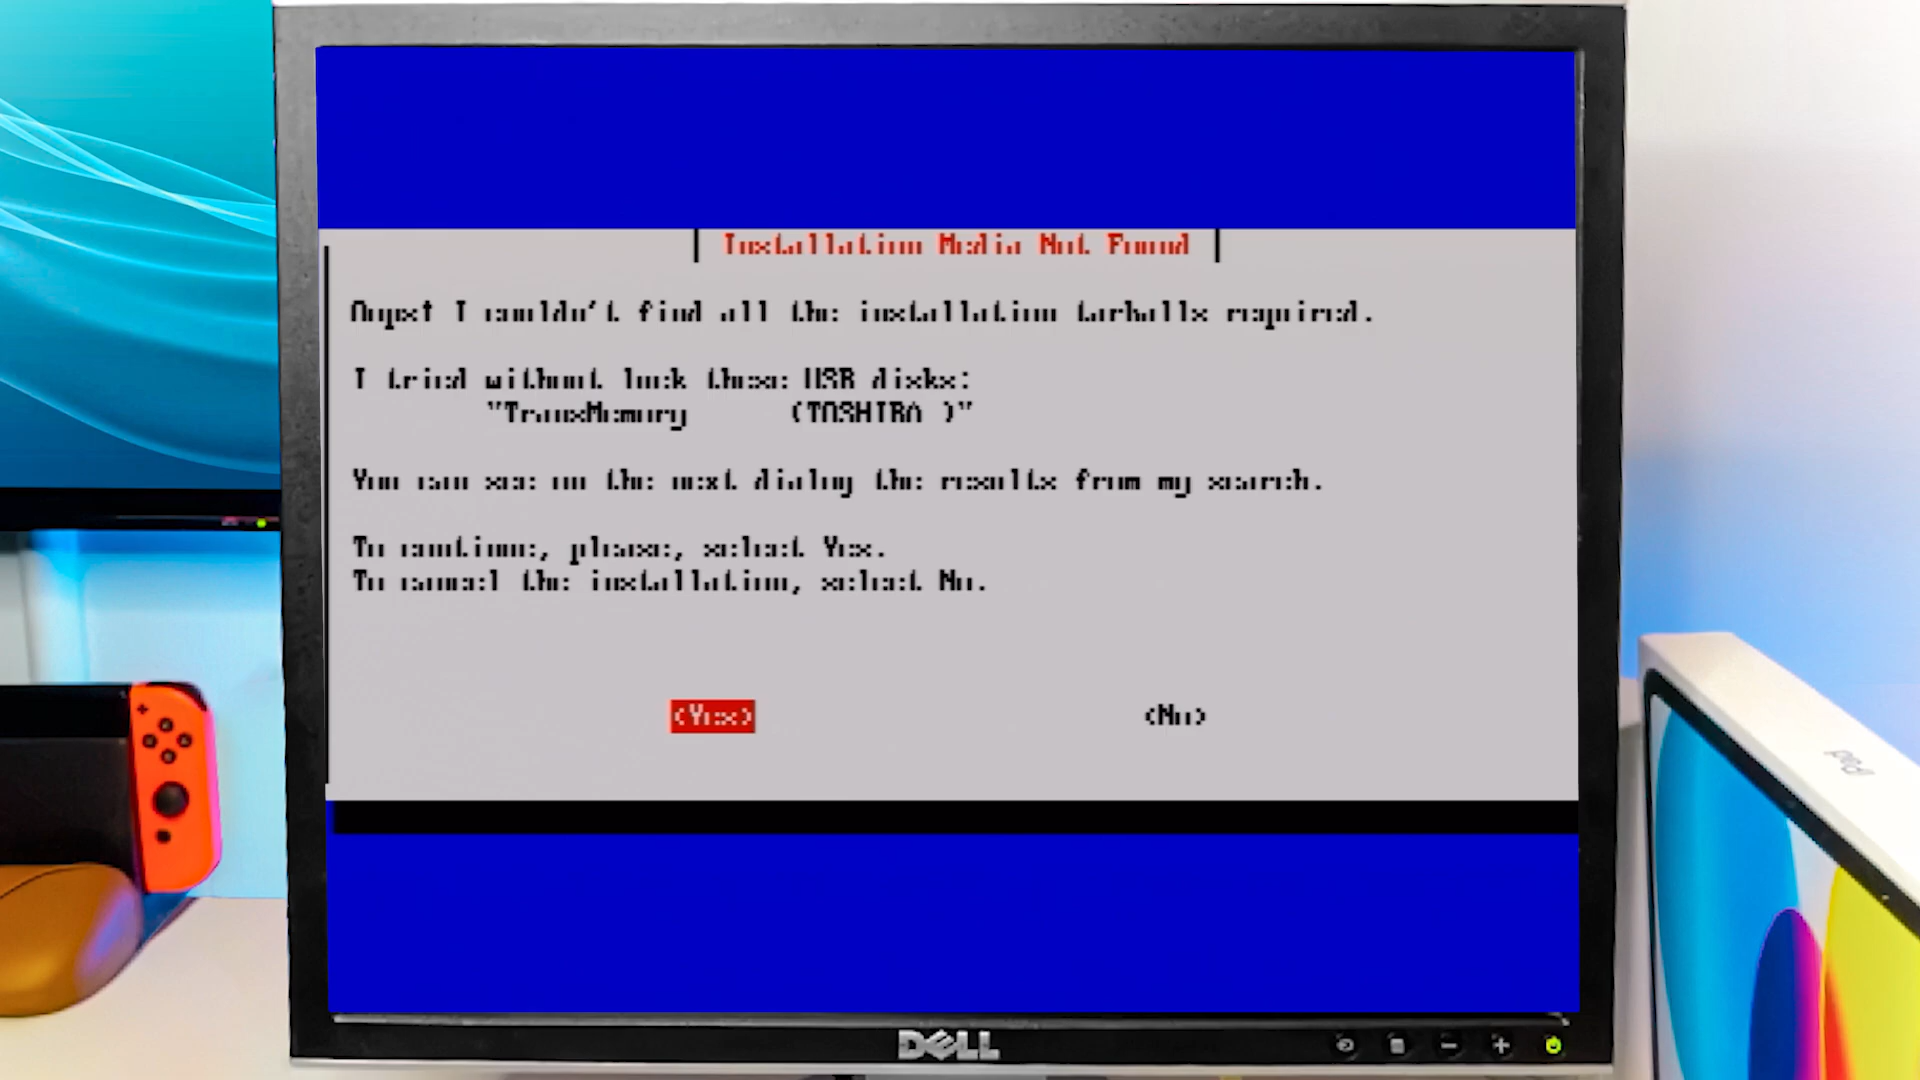 Installation Media Not Found
Oops! I couldn't find all the installation tarballs required.
I tried without luck these USB disks:
"TransMemory (TOSHIBA )"
You can see on the next dialog the results from my search.
To continue, please, select Yes.
To cancel the installation, select No.
<Yes>
<No>
DELL
iPad